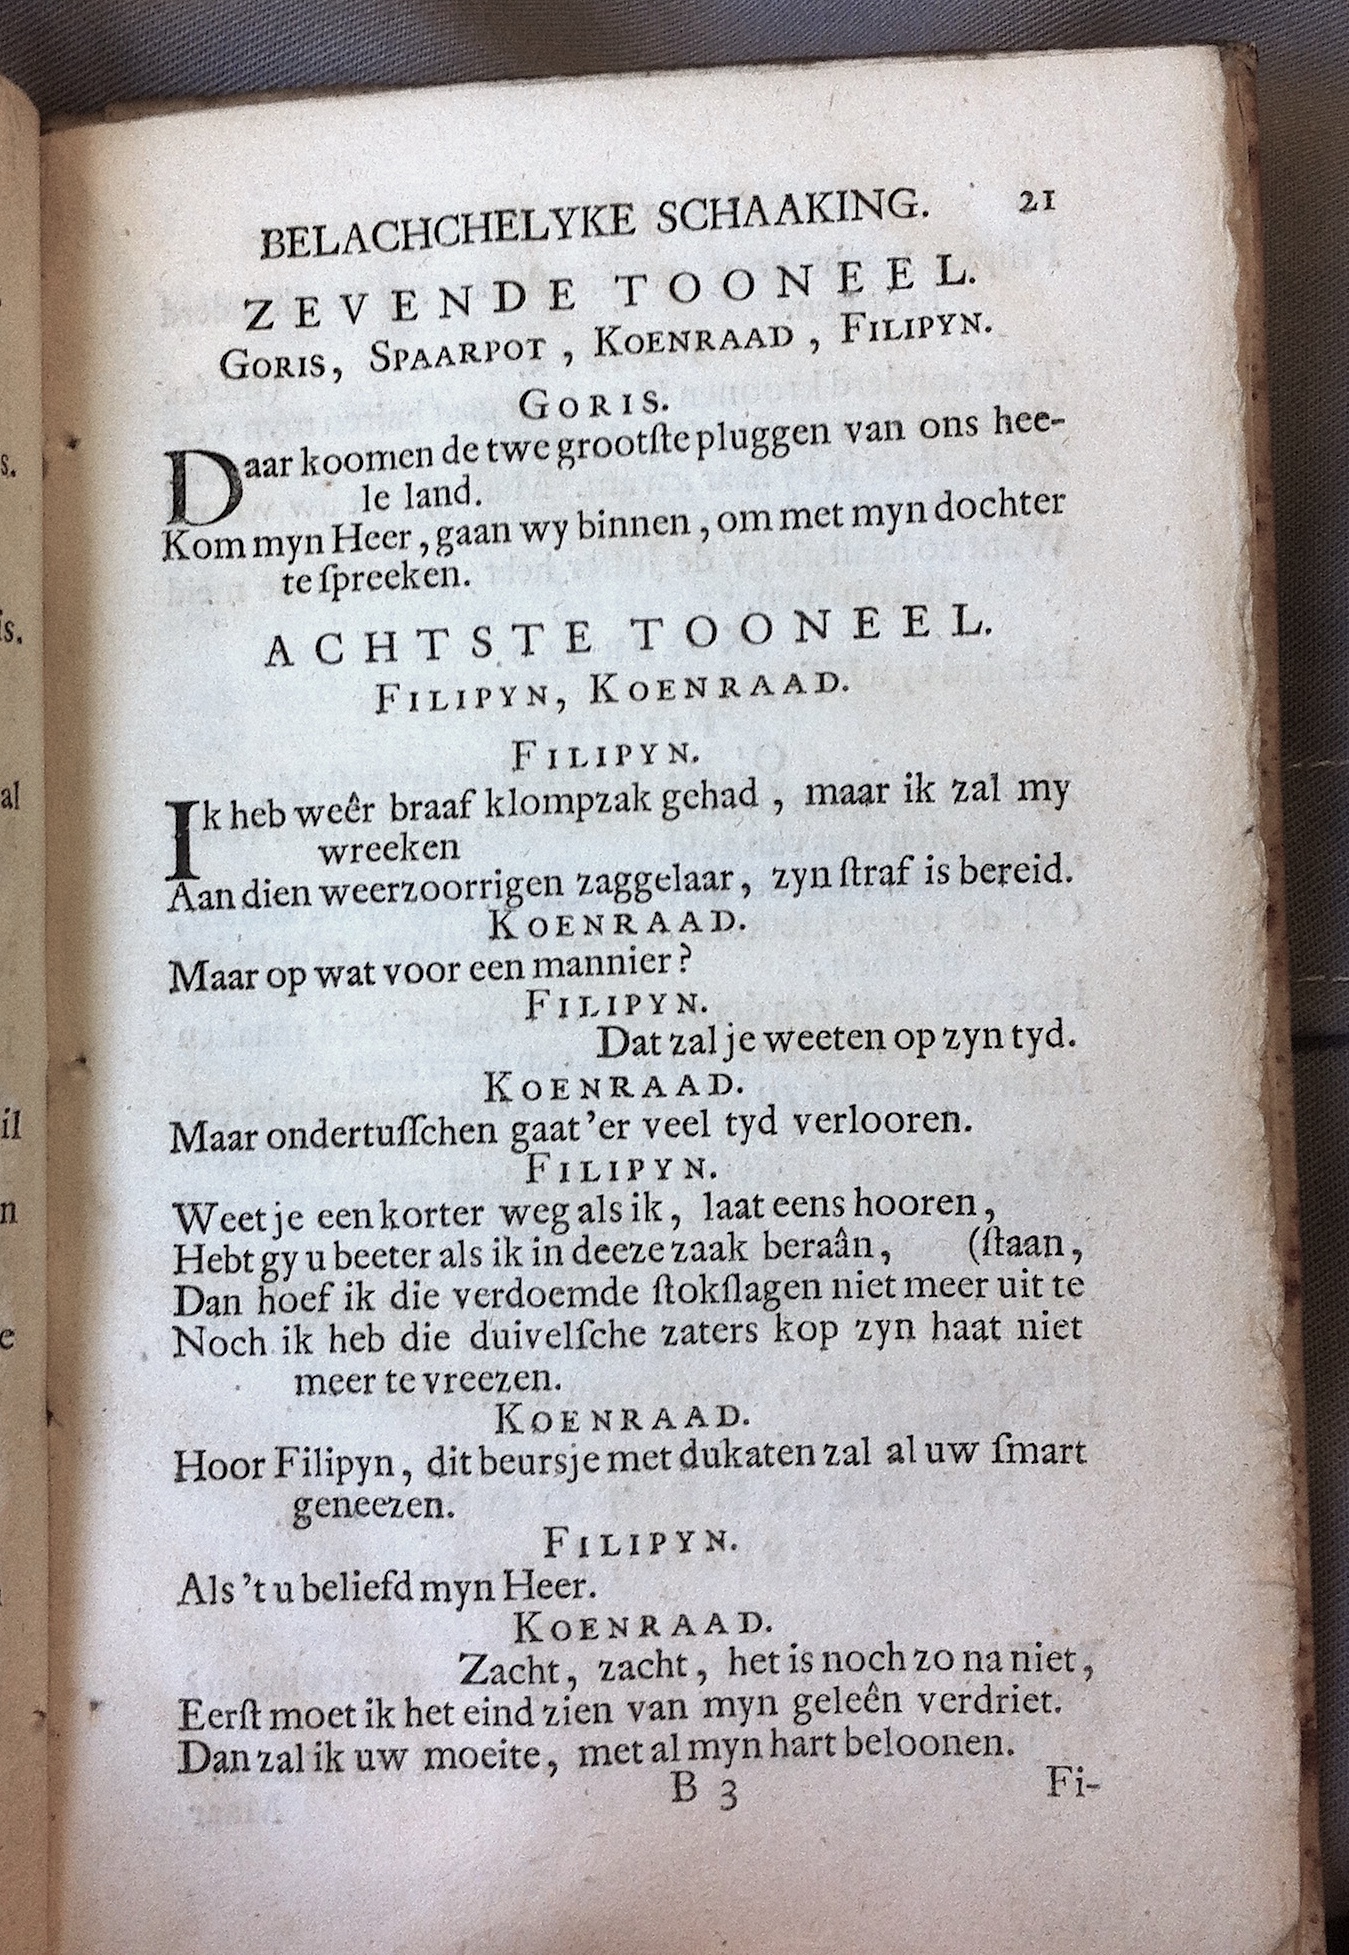 BELACHCHELYKE SCHAAKING. 21
ZEVENDE TOONEEL.
GORIS, SPAARPOT, KOENRAAD, FILIPYN.
GORIS.
Daar koomen de twe grootſte pluggen van ons hee-
le land.
Kom myn Heer, gaan wy binnen, om met myn dochter
te ſpreeken.
ACHTSTE TOONEEL.
FILIPYN, KOENRAAD.
FILIPYN.
Ik heb weêr braaf klompzak gehad, maar ik zal my
wreeken
Aan dien weerzoorrigen zaggelaar, zyn ſtraf is bereid.
KOENRAAD.
Maar op wat voor een mannier?
FILIPYN.
Dat zal je weeten op zyn tyd.
KOENRAAD.
Maar ondertuſſchen gaat 'er veel tyd verlooren.
FILIPYN.
Weet je een korter weg als ik, laat eens hooren,
Hebt gy u beeter als ik in deeze zaak beraân, (ſtaan,
Dan hoef ik die verdoemde ſtokſlagen niet meer uit te
Noch ik heb die duivelſche zaters kop zyn haat niet
meer te vreezen.
KOENRAAD.
Hoor Filipyn, dit beursje met dukaten zal al uw ſmart
geneezen.
FILIPYN.
Als 't u beliefd myn Heer.
KOENRAAD.
Zacht, zacht, het is noch zo na niet,
Eerſt moet ik het eind zien van myn geleên verdriet.
Dan zal ik uw moeite, met al myn hart beloonen.
B 3 Fi-
s.
is.
al
il
n
e